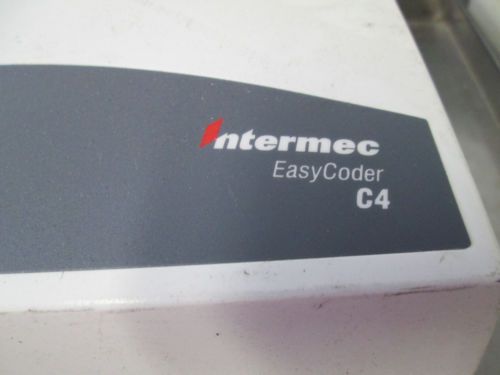 Intermec
EasyCoder
C4